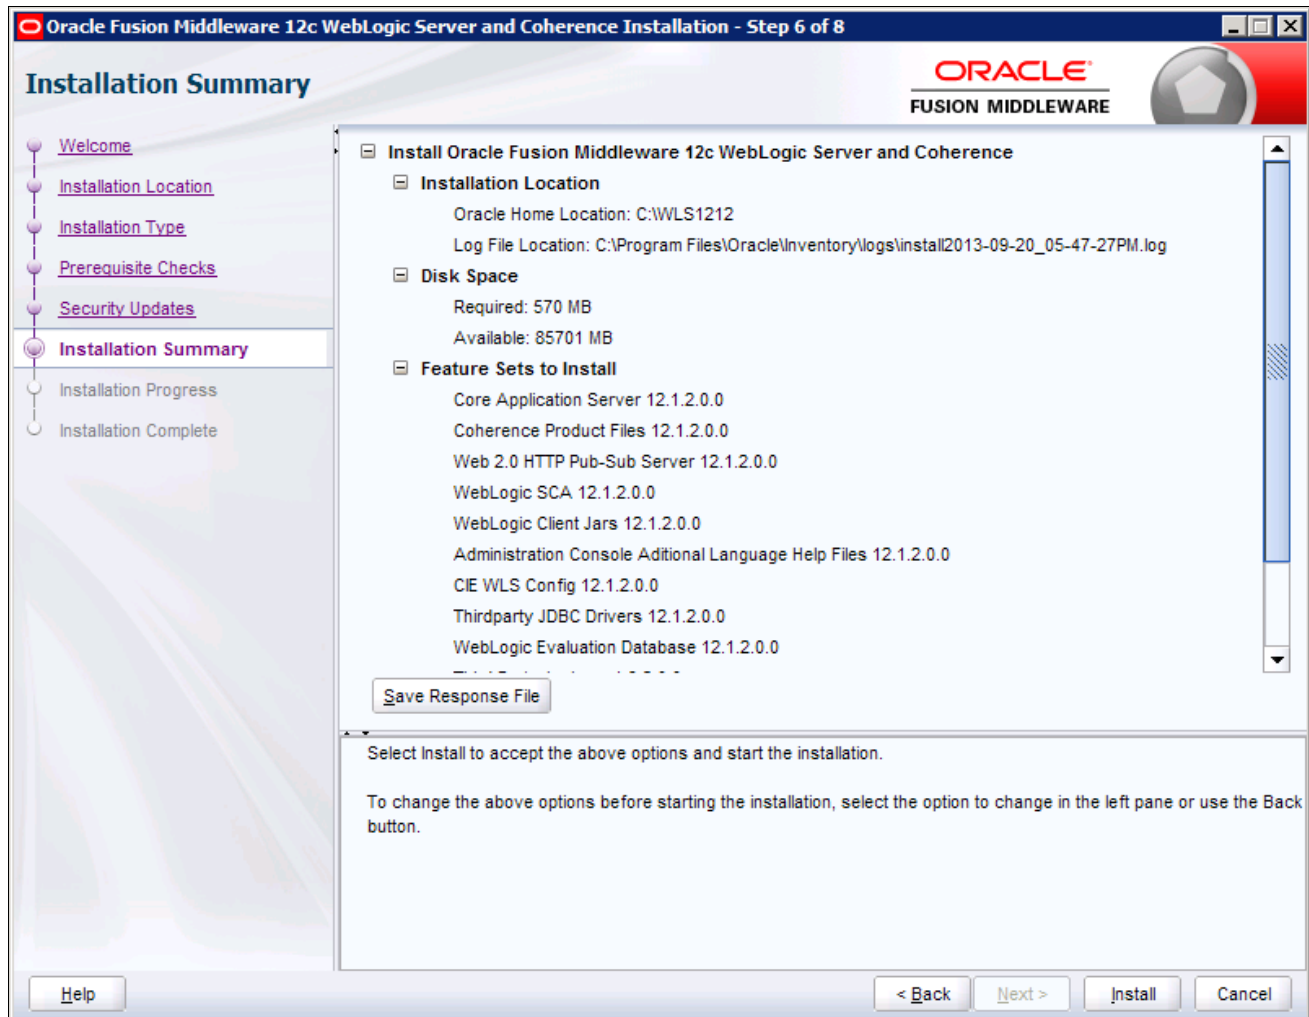 Oracle Fusion Middleware 12c WebLogic Server and Coherence Installation - Step 6 of 8
Installation Summary
ORACLE
FUSION MIDDLEWARE
Welcome
Installation Location
Installation Type
Prerequisite Checks
Security Updates
Installation Summary
Installation Progress
Installation Complete
Install Oracle Fusion Middleware 12c WebLogic Server and Coherence
Installation Location
Oracle Home Location: C:\WLS1212
Log File Location: C:\Program Files\Oracle\Inventory\logs\install2013-09-20_05-47-27PM.log
Disk Space
Required: 570 MB
Available: 85701 MB
Feature Sets to Install
Core Application Server 12.1.2.0.0
Coherence Product Files 12.1.2.0.0
Web 2.0 HTTP Pub-Sub Server 12.1.2.0.0
WebLogic SCA 12.1.2.0.0
WebLogic Client Jars 12.1.2.0.0
Administration Console Aditional Language Help Files 12.1.2.0.0
CIE WLS Config 12.1.2.0.0
Thirdparty JDBC Drivers 12.1.2.0.0
WebLogic Evaluation Database 12.1.2.0.0
Save Response File
Select Install to accept the above options and start the installation.
To change the above options before starting the installation, select the option to change in the left pane or use the Back
button.
Help
< Back
Next >
Install
Cancel